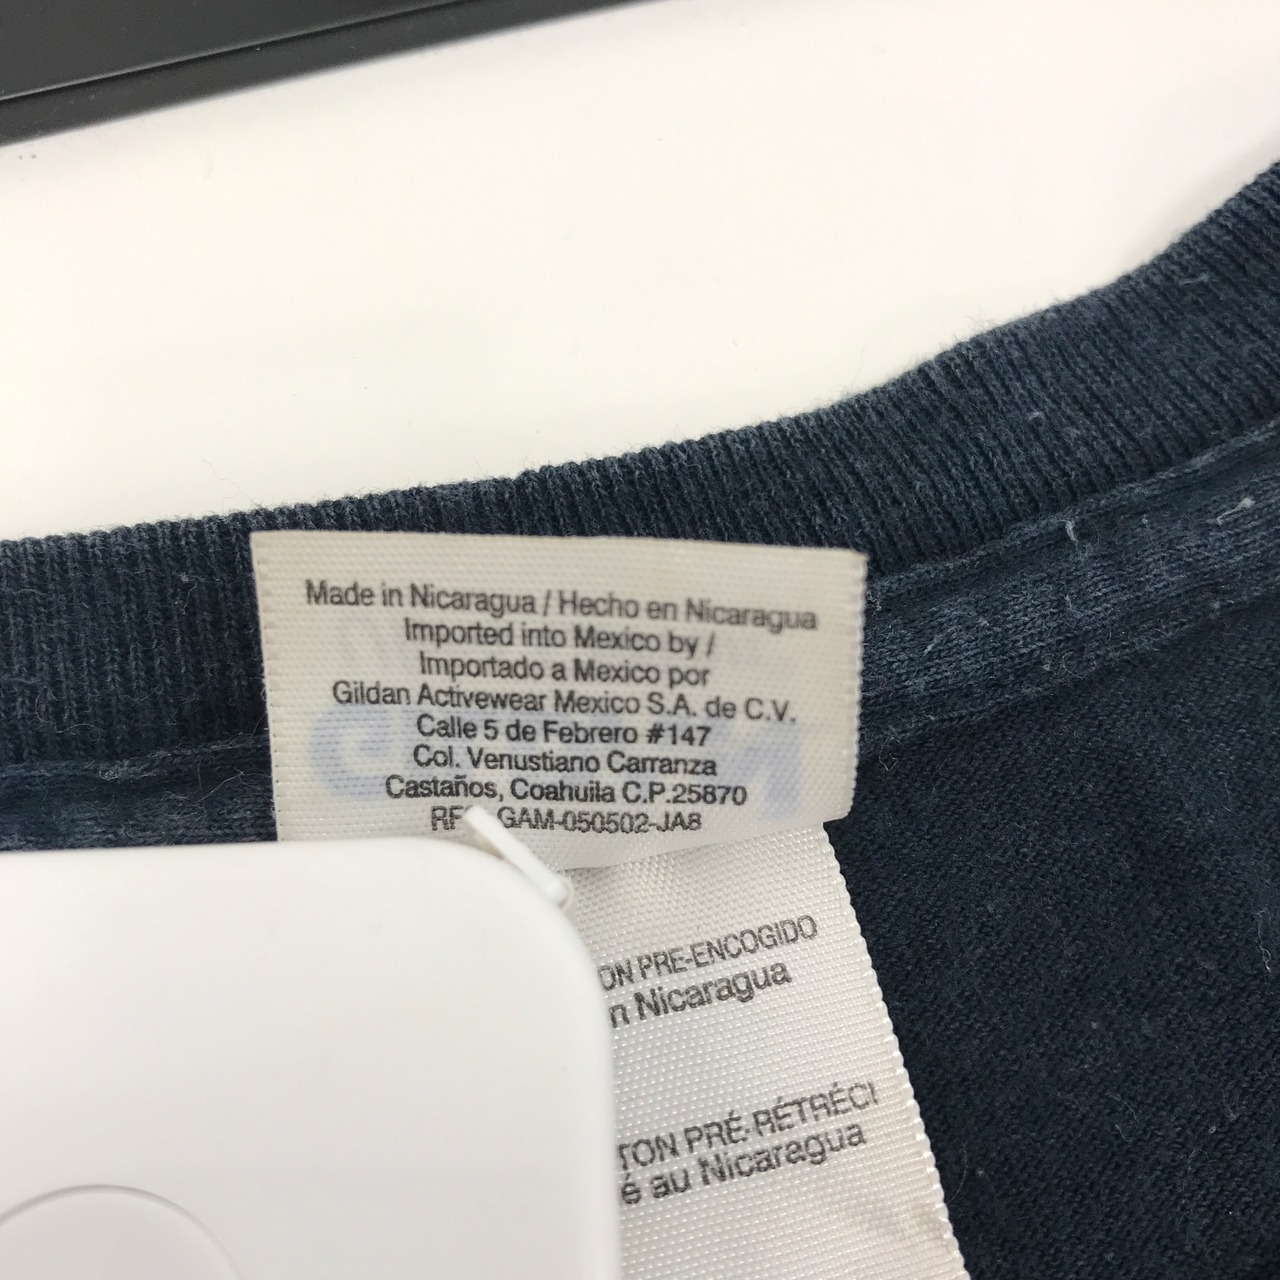 Made in Nicaragua / Hecho en Nicaragua
Imported into Mexico by /
Importado a Mexico por
Gildan Activewear Mexico S.A. de C.V.
Calle 5 de Febrero #147
Col. Venustiano Carranza
Castaños, Coahuila C.P.25870
GAM-050502-JA8
PRE-ENCOGIDO
Nicaragua
PRÉ-RÉTRÉCI
au Nicaragua